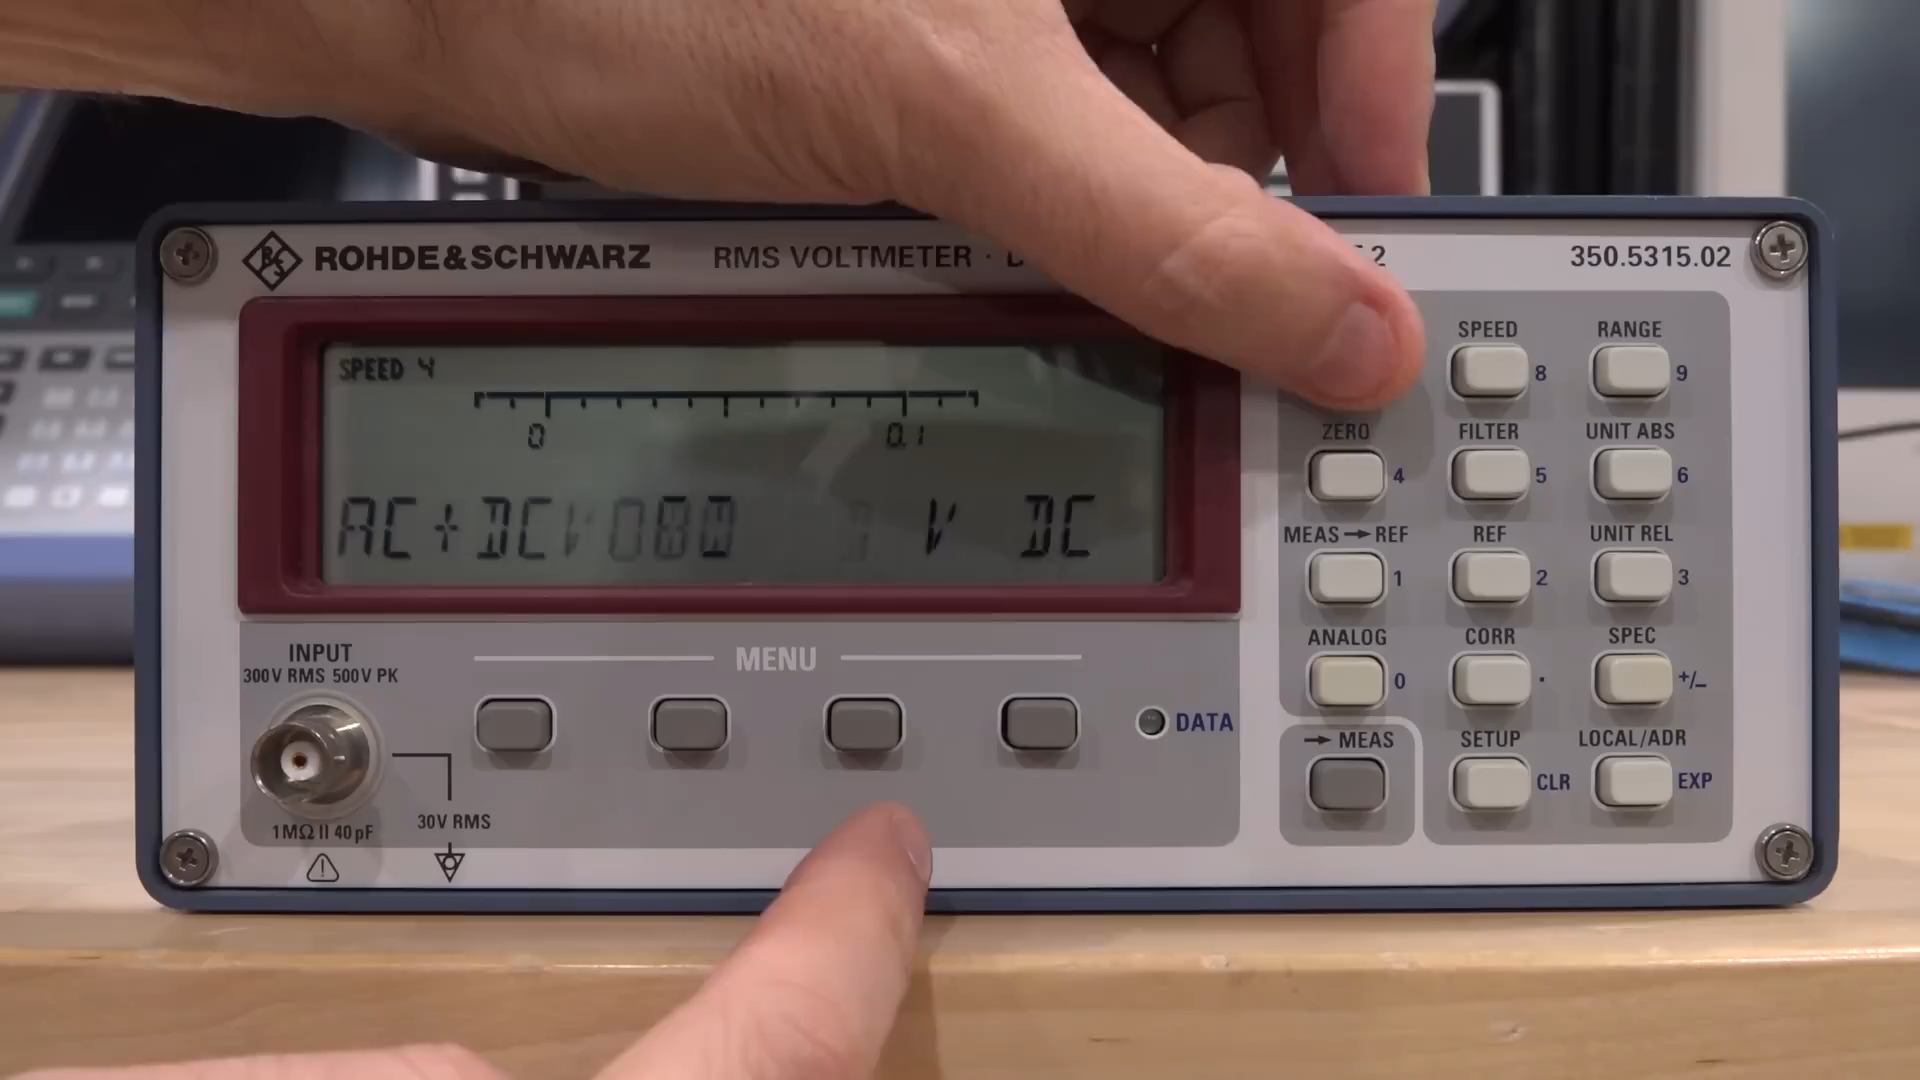 ROHDE&SCHWARZ
RMS VOLTMETER · D
2
350.5315.02
SPEED 4
0
0.1
AC+DC
V DC
INPUT
300V RMS 500V PK
1MΩ II 40pF
30V RMS
MENU
DATA
SPEED
8
RANGE
9
ZERO
4
FILTER
5
UNIT ABS
6
MEAS→REF
1
REF
2
UNIT REL
3
ANALOG
0
CORR
.
SPEC
+/-
→ MEAS
SETUP
CLR
LOCAL/ADR
EXP